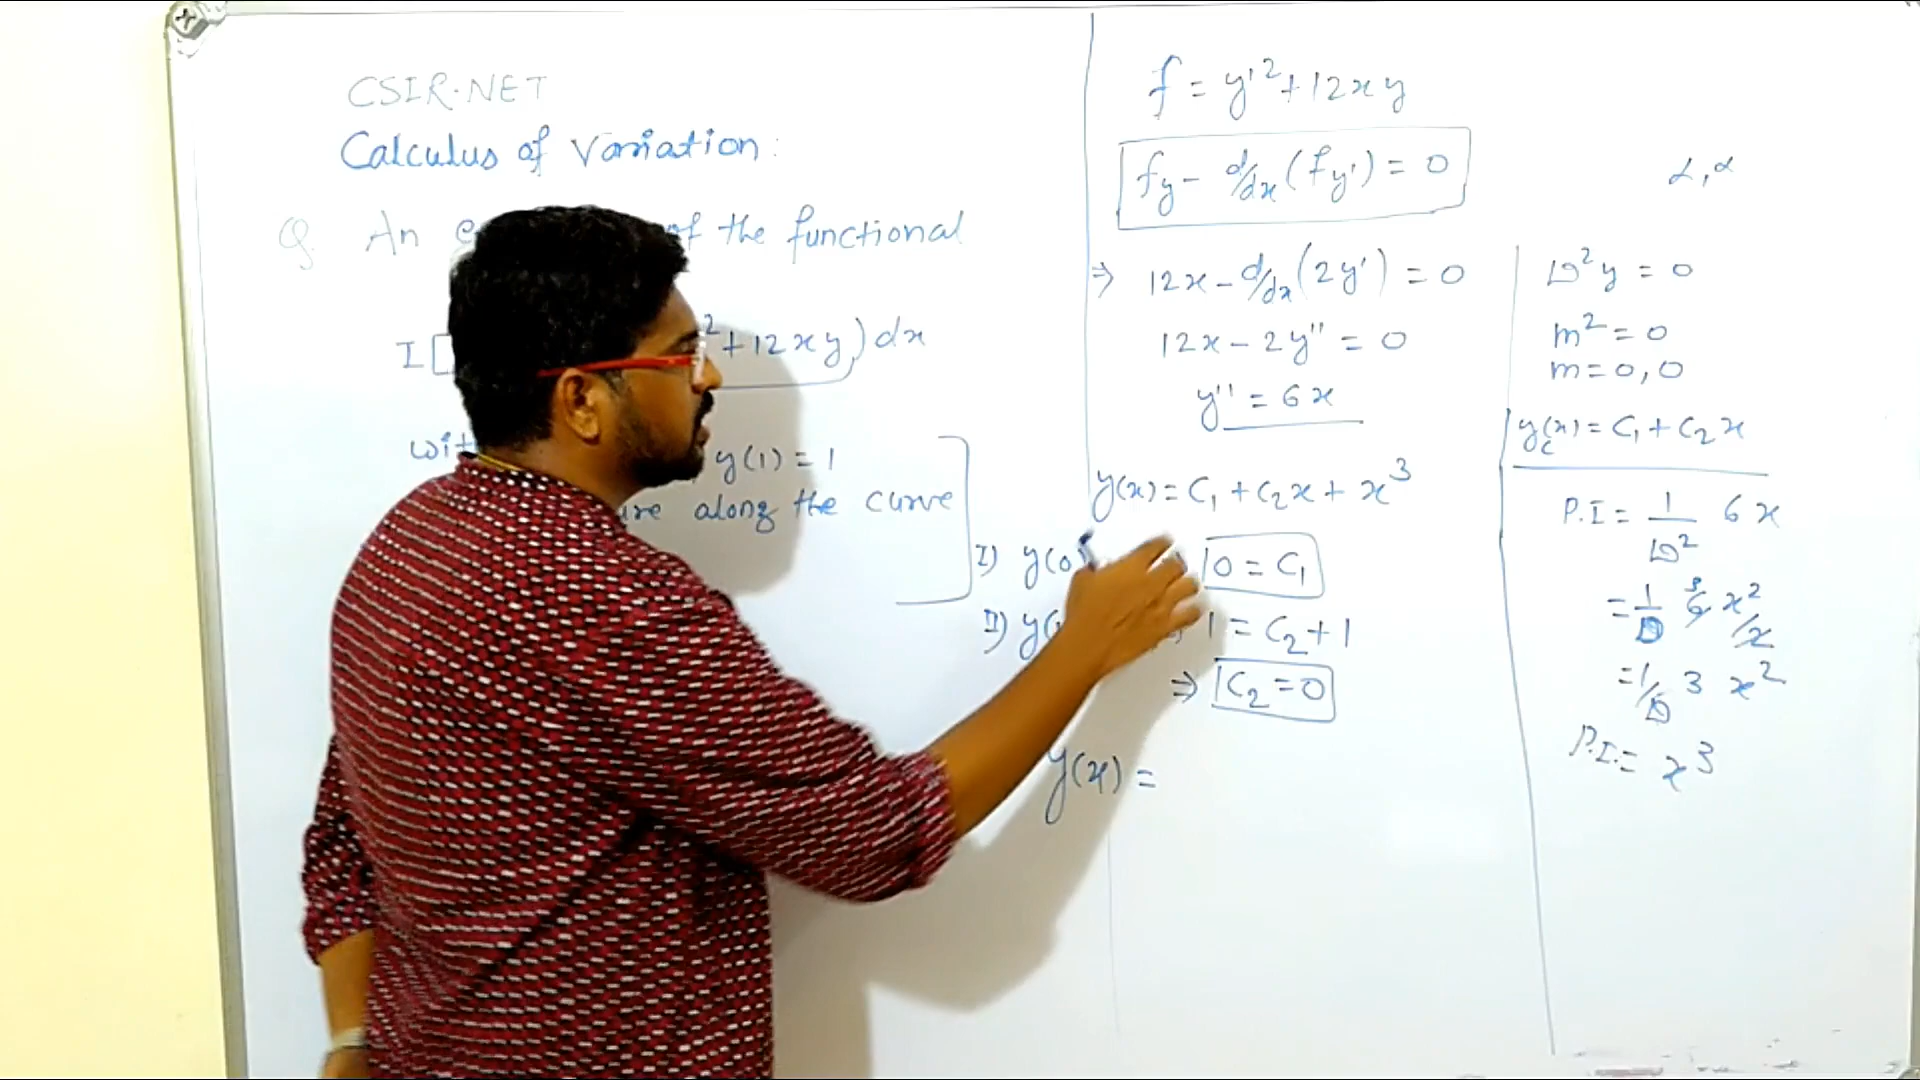 CSIR-NET
Calculus of Variation:
Q. An of the functional
I[ ²+12xy)dx
with y(1) = 1
along the curve
f = y'²+12xy
fy - d/dx (fy') = 0
⇒ 12x - d/dx (2y') = 0
12x - 2y'' = 0
y'' = 6x
y(x) = C₁ + C₂x + x³
I) y(0) 0 = C₁
II) y( 1 = C₂+1
⇒ C₂ = 0
y(x) =
α, α
D²y = 0
m² = 0
m = 0, 0
y_c(x) = C₁ + C₂x
P.I = 1/D² 6x
= 1/D 6 3 x²/2
= 1/D 3 x²
P.I. = x³